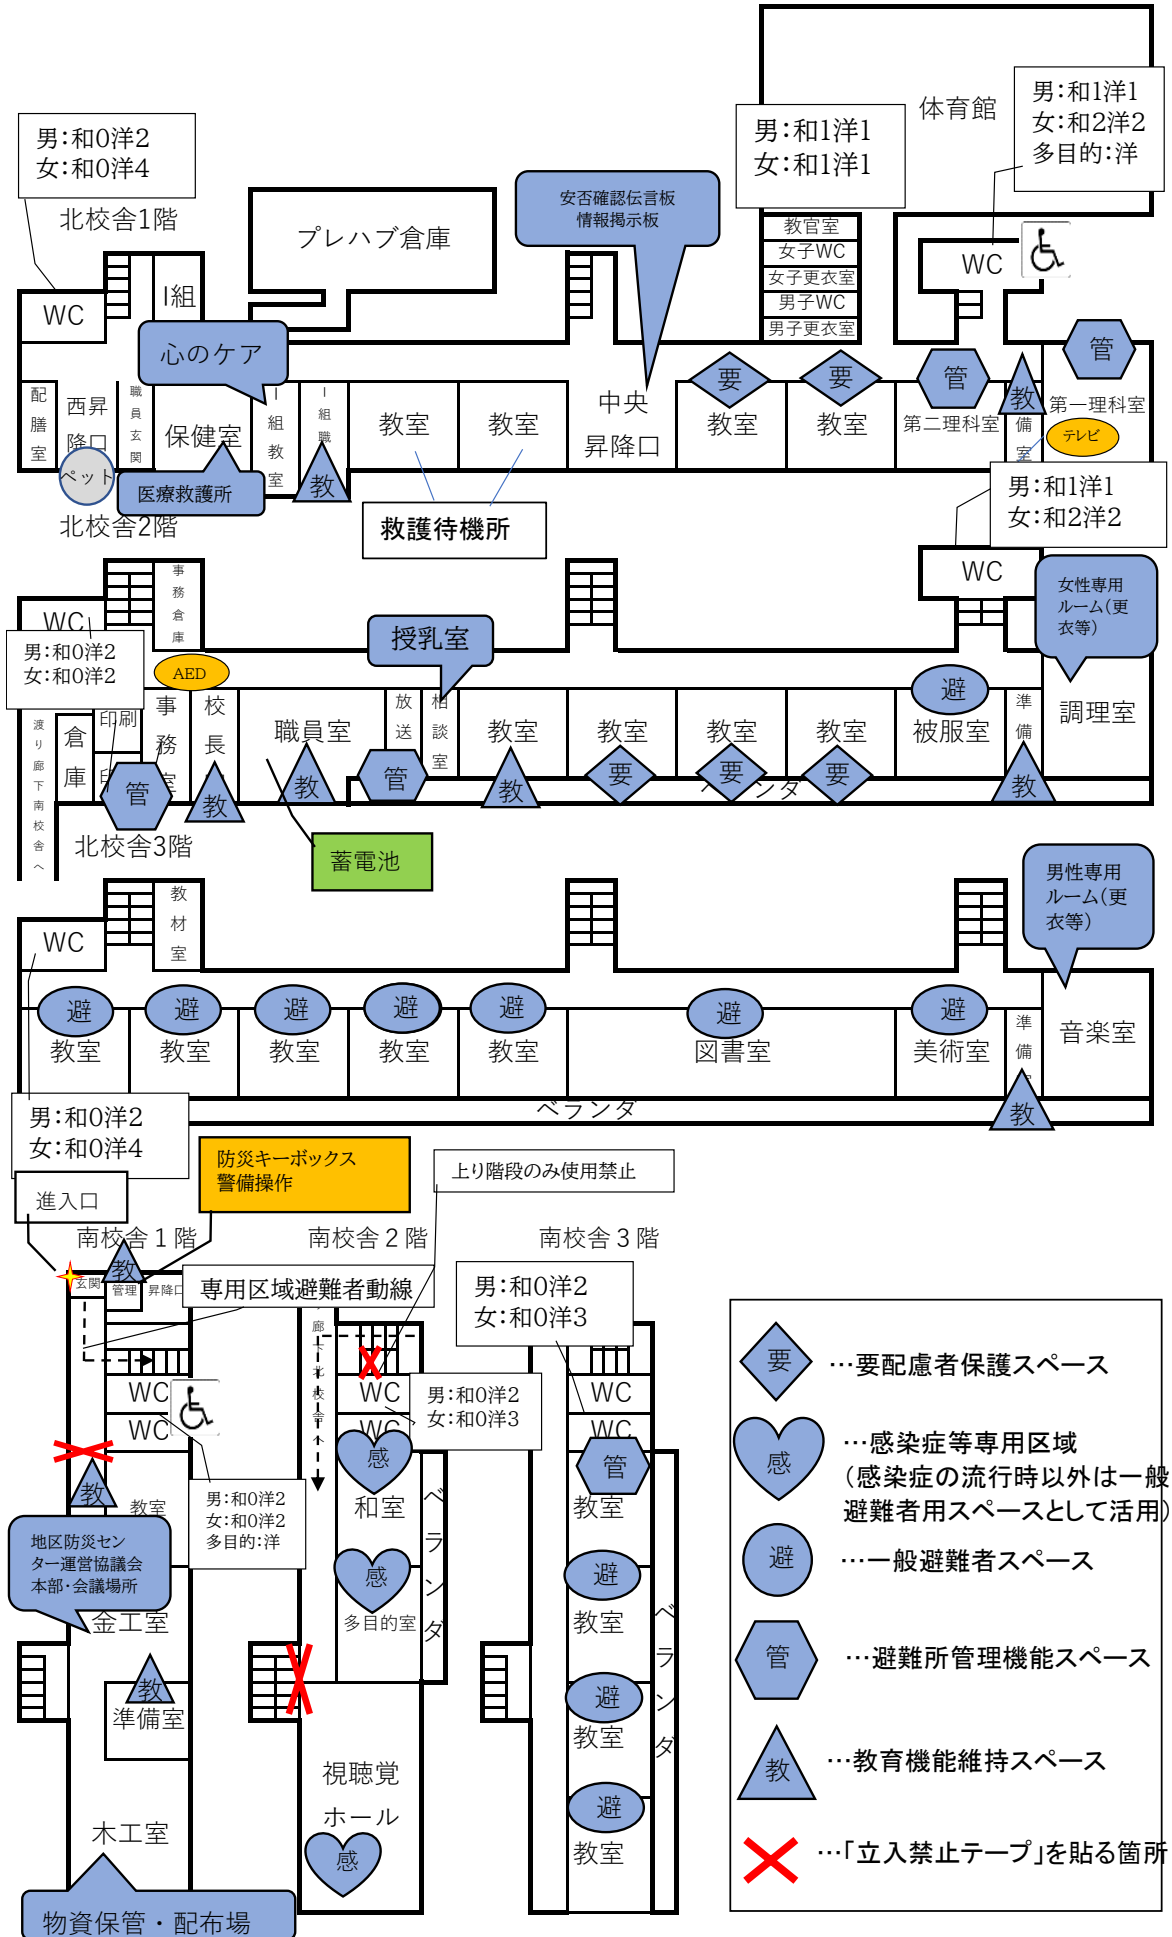 体育館
男：和1洋1
女：和2洋2
多目的：洋
男：和1洋1
女：和1洋1
男：和0洋2
女：和0洋4
安否確認伝言板
情報掲示板
北校舎1階
プレハブ倉庫
教官室
女子WC
女子更衣室
男子WC
男子更衣室
WC
WC
I組
心のケア
要
要
管
教
管
配膳室
西昇降口
職員玄関
保健室
I組教室
I組職
教室
教室
中央
昇降口
教室
教室
第二理科室
備室
第一理科室
テレビ
ペット
医療救護所
教
救護待機所
男：和1洋1
女：和2洋2
北校舎2階
WC
事務倉庫
WC
女性専用
ルーム（更
衣等）
男：和0洋2
女：和0洋2
授乳室
AED
避
渡り廊下南校舎へ
倉庫
印刷
印
事務室
校長
職員室
放送
相談室
教室
教室
教室
教室
被服室
準備
調理室
管
教
教
管
教
要
要
要
教
ベランダ
北校舎3階
蓄電池
男性専用
ルーム（更
衣等）
WC
教材室
避
避
避
避
避
避
避
教室
教室
教室
教室
教室
図書室
美術室
準備
音楽室
教
ベランダ
男：和0洋2
女：和0洋4
防災キーボックス
警備操作
上り階段のみ使用禁止
進入口
南校舎１階
南校舎２階
南校舎３階
教
玄関
管理
昇降口
専用区域避難者動線
男：和0洋2
女：和0洋3
廊下北校舎へ
WC
WC
WC
WC
WC
WC
男：和0洋2
女：和0洋3
教
教室
男：和0洋2
女：和0洋2
多目的：洋
感
和室
ベランダ
管
教室
地区防災セン
ター運営協議会
本部・会議場所
金工室
感
多目的室
避
教室
ベランダ
教
準備室
避
教室
視聴覚
ホール
感
避
教室
木工室
物資保管・配布場
要
…要配慮者保護スペース
感
…感染症等専用区域
（感染症の流行時以外は一般
避難者用スペースとして活用）
避
…一般避難者スペース
管
…避難所管理機能スペース
教
…教育機能維持スペース
…「立入禁止テープ」を貼る箇所